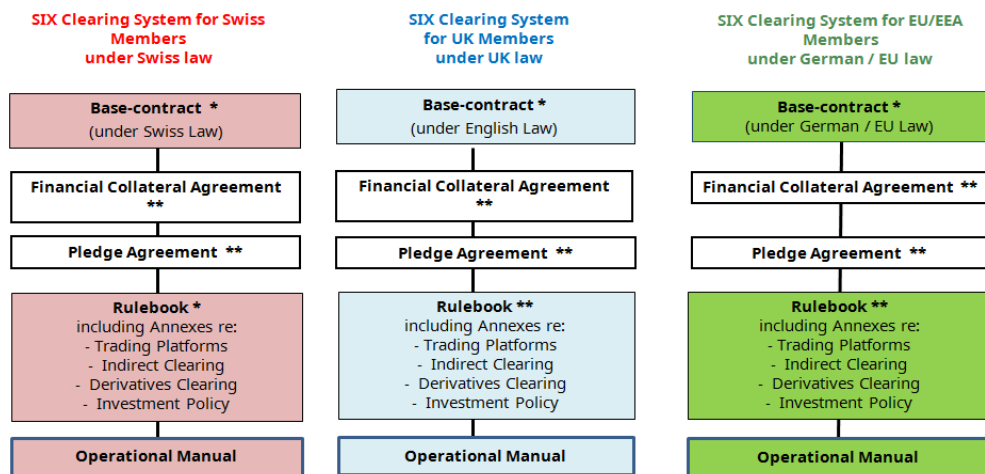 SIX Clearing System for Swiss
Members
under Swiss law
Base-contract *
(under Swiss Law)
Financial Collateral Agreement
**
Pledge Agreement **
Rulebook *
including Annexes re:
- Trading Platforms
- Indirect Clearing
- Derivatives Clearing
- Investment Policy
Operational Manual
SIX Clearing System
for UK Members
under UK law
Base-contract *
(under English Law)
Financial Collateral Agreement
**
Pledge Agreement **
Rulebook **
including Annexes re:
- Trading Platforms
- Indirect Clearing
- Derivatives Clearing
- Investment Policy
Operational Manual
SIX Clearing System for EU/EEA
Members
under German / EU law
Base-contract *
(under German / EU Law)
Financial Collateral Agreement **
Pledge Agreement **
Rulebook **
including Annexes re:
- Trading Platforms
- Indirect Clearing
- Derivatives Clearing
- Investment Policy
Operational Manual